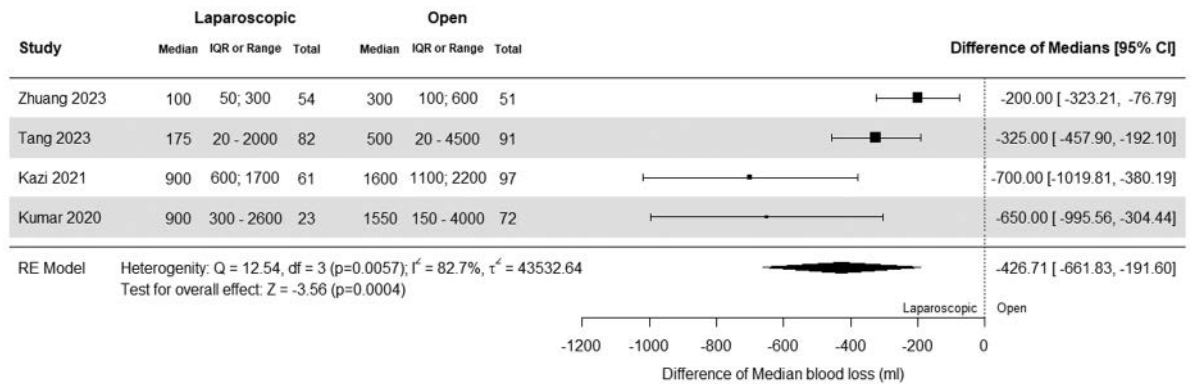 Laparoscopic Open
Study Median IQR or Range Total Median IQR or Range Total Difference of Medians [95% CI]
Zhuang 2023 100 50; 300 54 300 100; 600 51 -200.00 [ -323.21, -76.79]
Tang 2023 175 20 - 2000 82 500 20 - 4500 91 -325.00 [ -457.90, -192.10]
Kazi 2021 900 600; 1700 61 1600 1100; 2200 97 -700.00 [-1019.81, -380.19]
Kumar 2020 900 300 - 2600 23 1550 150 - 4000 72 -650.00 [ -995.56, -304.44]
RE Model Heterogenity: Q = 12.54, df = 3 (p=0.0057); I² = 82.7%, τ² = 43532.64 -426.71 [ -661.83, -191.60]
Test for overall effect: Z = -3.56 (p=0.0004)
Laparoscopic Open
-1200 -1000 -800 -600 -400 -200 0
Difference of Median blood loss (ml)